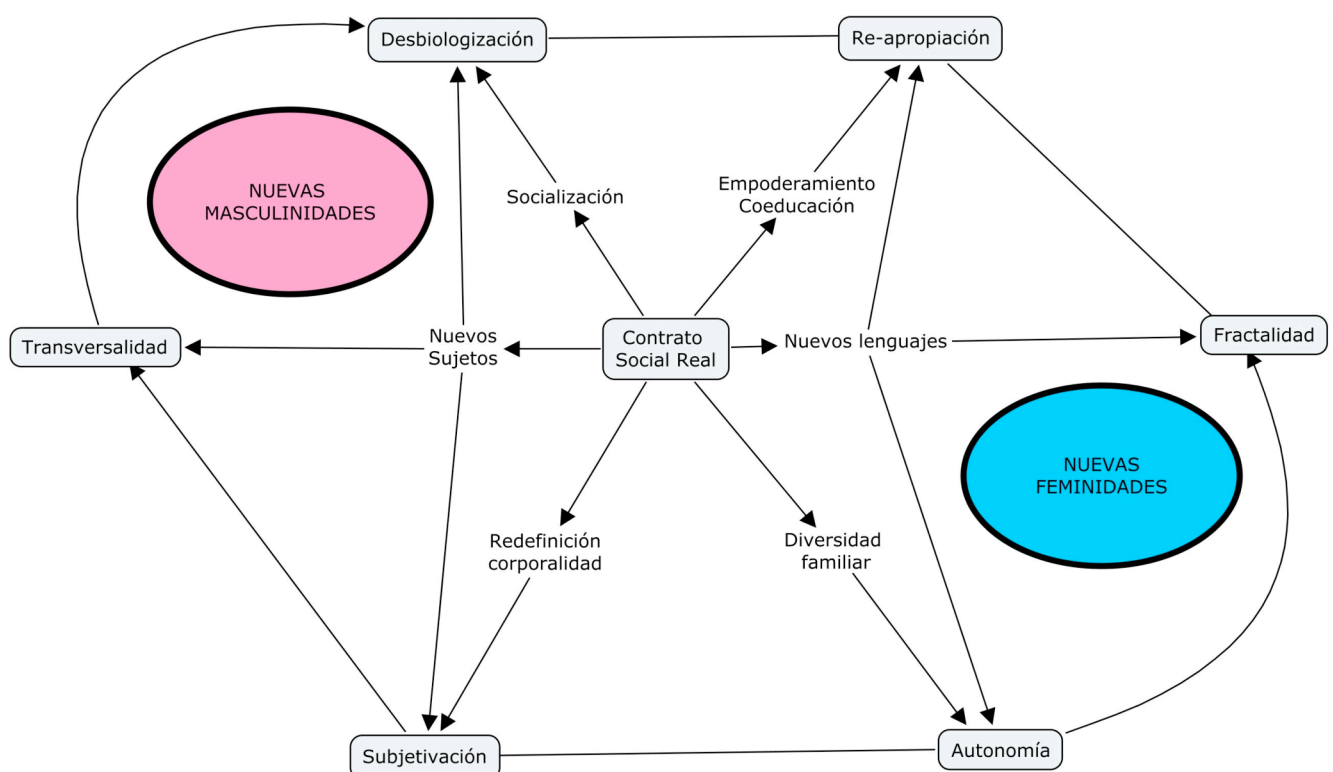 Desbiologización
Re-apropiación
NUEVAS
MASCULINIDADES
Socialización
Empoderamiento
Coeducación
Transversalidad
Nuevos
Sujetos
Contrato
Social Real
Nuevos lenguajes
Fractalidad
NUEVAS
FEMINIDADES
Redefinición
corporalidad
Diversidad
familiar
Subjetivación
Autonomía